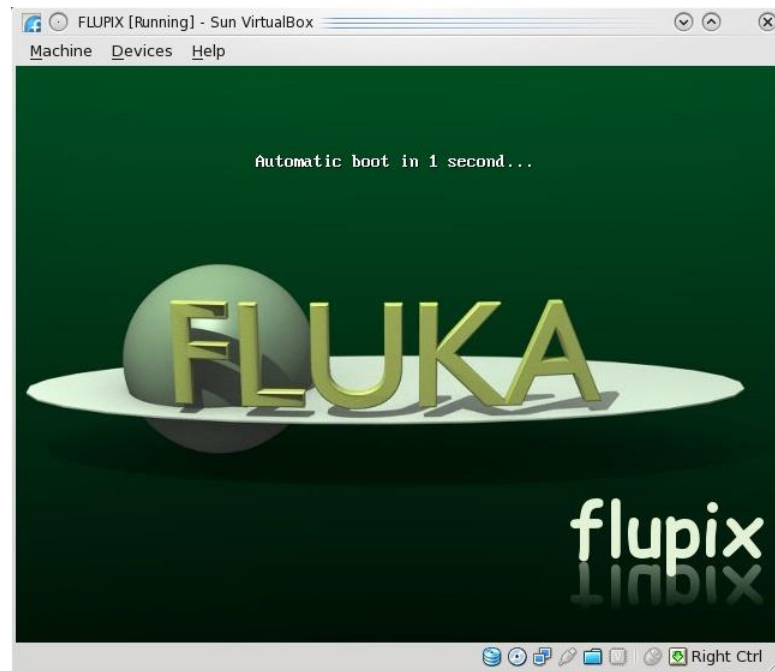 FLUPIX [Running] - Sun VirtualBox
Machine Devices Help
Automatic boot in 1 second...
FLUKA
flupix
Right Ctrl